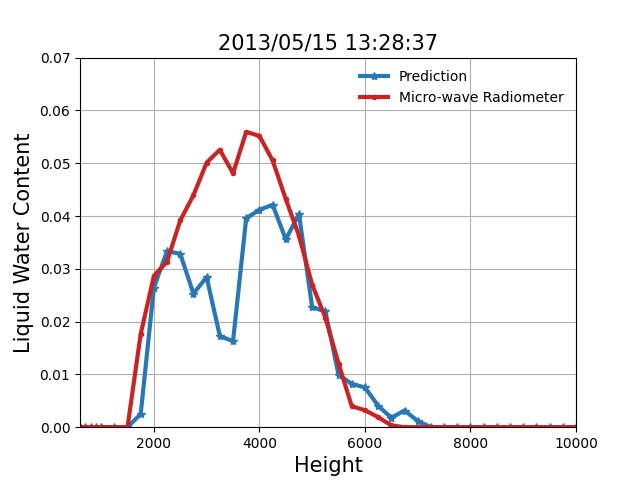 2013/05/15 13:28:37
0.07
0.06
0.05
0.04
0.03
0.02
0.01
0.00
Liquid Water Content
Prediction
Micro-wave Radiometer
2000 4000 6000 8000 10000
Height